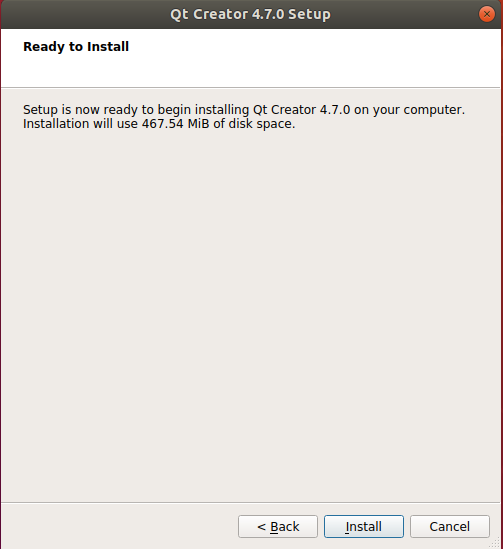 Qt Creator 4.7.0 Setup
Ready to Install
Setup is now ready to begin installing Qt Creator 4.7.0 on your computer.
Installation will use 467.54 MiB of disk space.
< Back
Install
Cancel